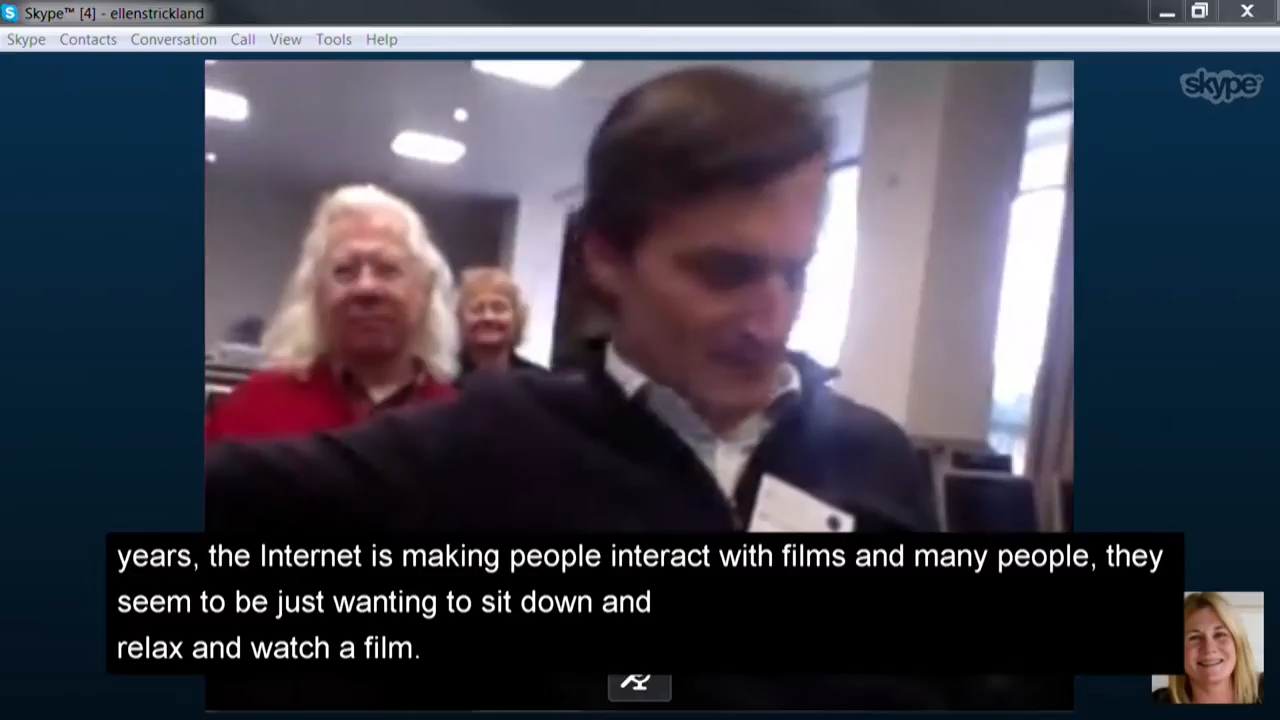 Skype™ [4] - ellenstrickland
Skype Contacts Conversation Call View Tools Help
skype
years, the Internet is making people interact with films and many people, they
seem to be just wanting to sit down and
relax and watch a film.